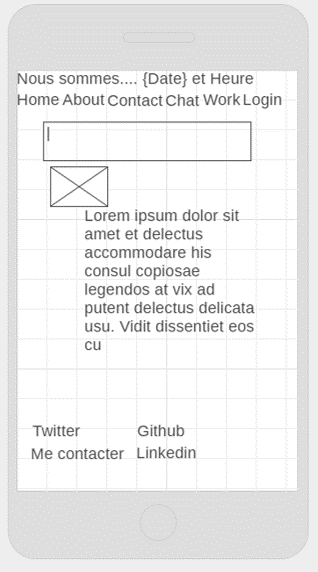 Nous sommes.... {Date} et Heure
Home About Contact Chat Work Login
Lorem ipsum dolor sit
amet et delectus
accommodare his
consul copiosae
legendos at vix ad
putent delectus delicata
usu. Vidit dissentiet eos
cu
Twitter Github
Me contacter Linkedin